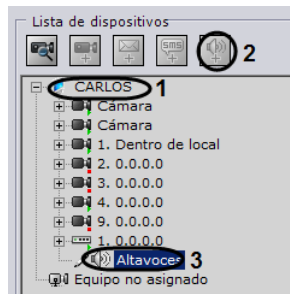 Lista de dispositivos
SMS
2
CARLOS 1
Cámara
Cámara
1. Dentro de local
2. 0.0.0.0
3. 0.0.0.0
4. 0.0.0.0
9. 0.0.0.0
1. 0.0.0.0
Altavoces 3
Equipo no asignado